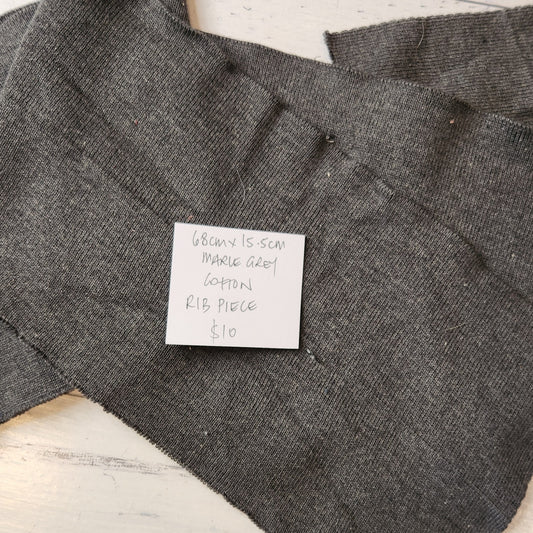 68cm x 15.5cm
MARLE GREY
COTTON
RIB PIECE
$10